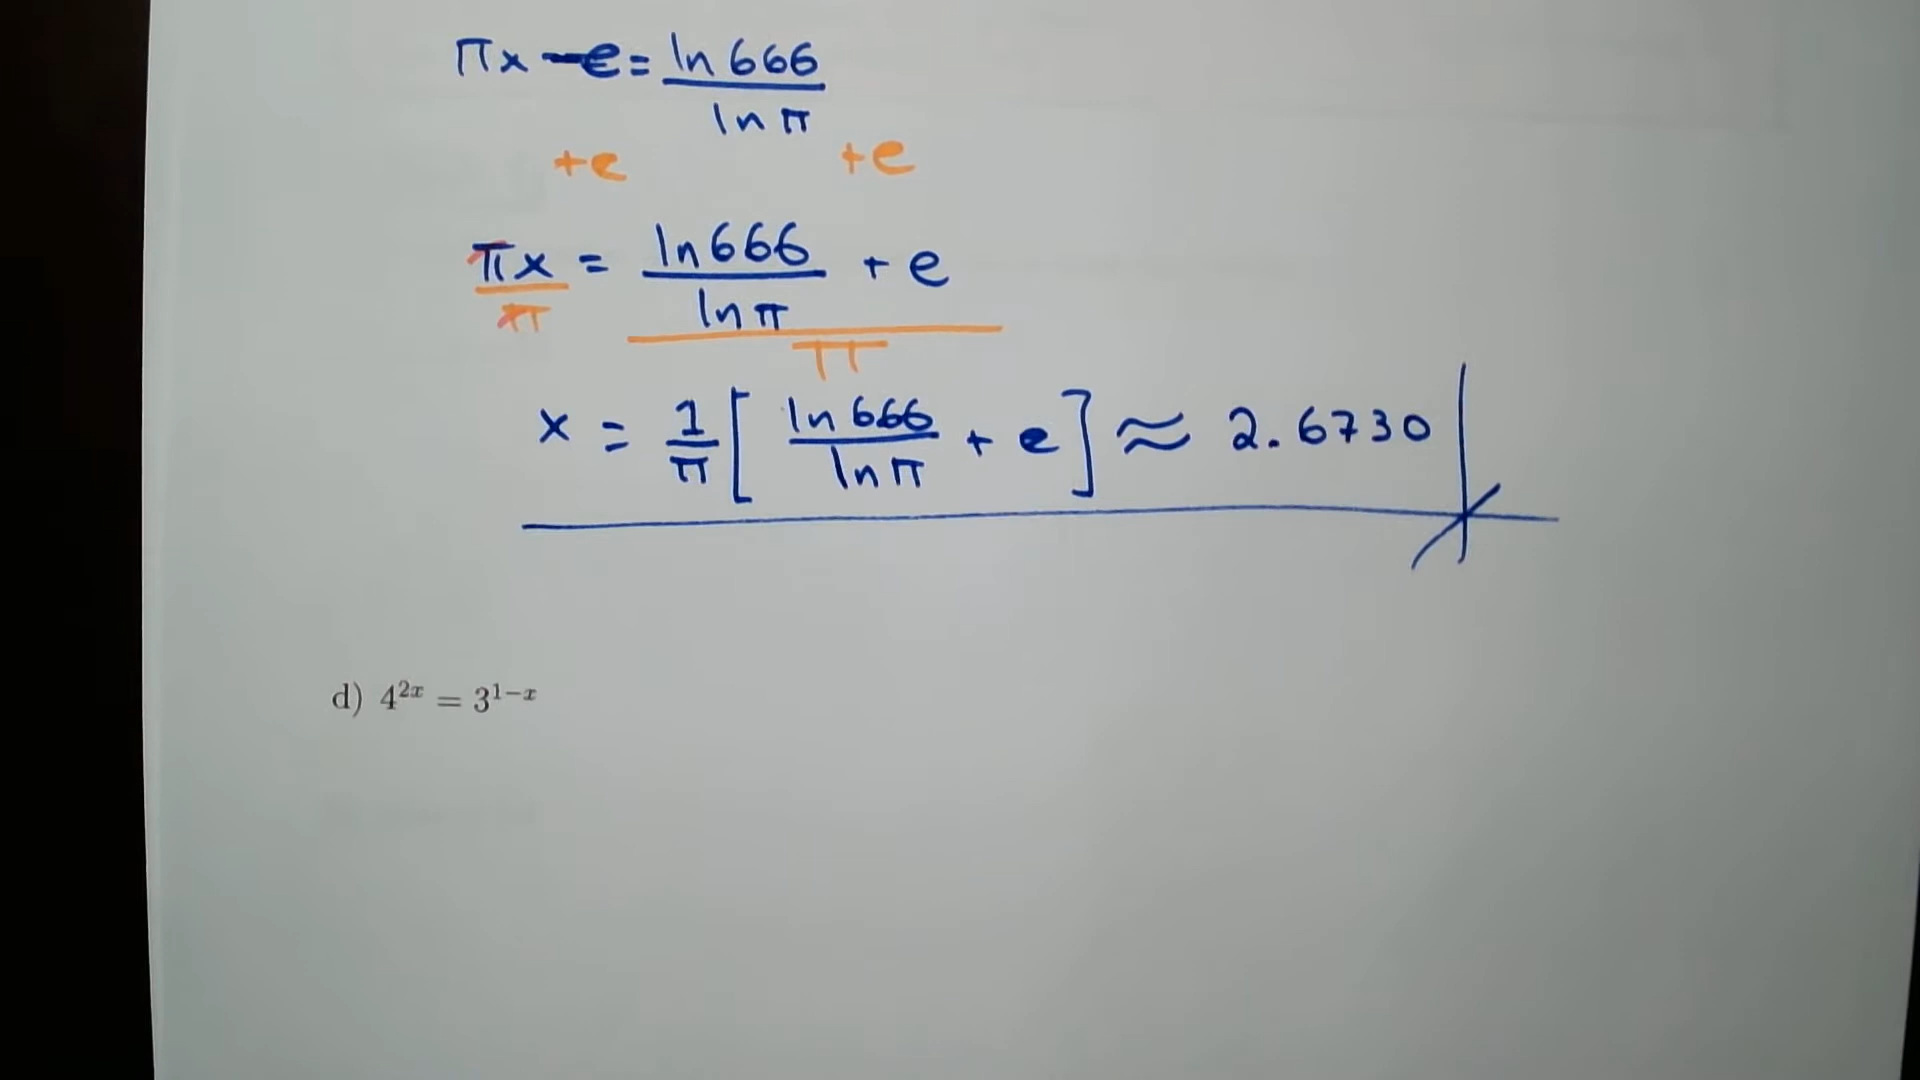 πx - e = ln 666 / ln π
+e +e
πx / π = (ln 666 / ln π + e) / π
x = 1/π [ ln 666 / ln π + e ] ≈ 2.6730
d) 4^{2x} = 3^{1-x}